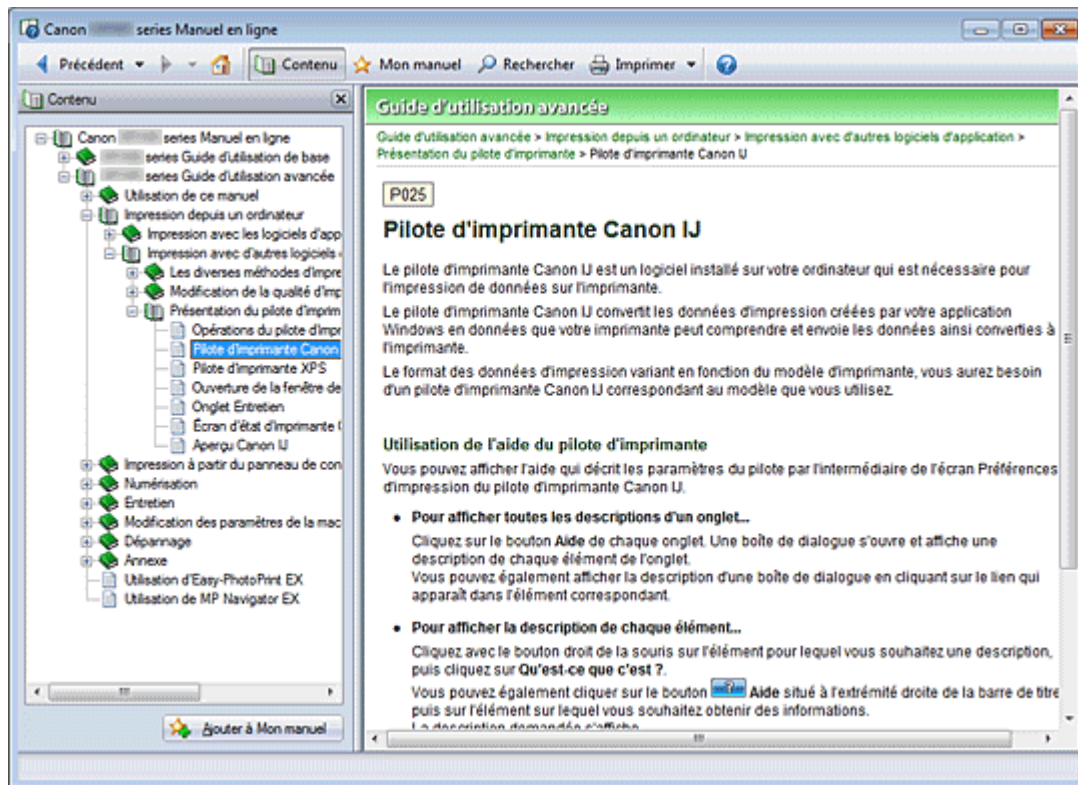 Canon series Manuel en ligne
Précédent Contenu Mon manuel Rechercher Imprimer
Contenu
Canon series Manuel en ligne
series Guide d'utilisation de base
series Guide d'utilisation avancée
Utilisation de ce manuel
Impression depuis un ordinateur
Impression avec les logiciels d'app
Impression avec d'autres logiciels
Les diverses méthodes d'impre
Modification de la qualité d'imp
Présentation du pilote d'imprim
Opérations du pilote d'impr
Pilote d'imprimante Canon
Pilote d'imprimante XPS
Ouverture de la fenêtre de
Onglet Entretien
Écran d'état d'imprimante
Aperçu Canon IJ
Impression à partir du panneau de con
Numérisation
Entretien
Modification des paramètres de la mac
Dépannage
Annexe
Utilisation d'Easy-PhotoPrint EX
Utilisation de MP Navigator EX
Ajouter à Mon manuel
Guide d'utilisation avancée
Guide d'utilisation avancée > Impression depuis un ordinateur > Impression avec d'autres logiciels d'application >
Présentation du pilote d'imprimante > Pilote d'imprimante Canon IJ
P025
Pilote d'imprimante Canon IJ
Le pilote d'imprimante Canon IJ est un logiciel installé sur votre ordinateur qui est nécessaire pour
l'impression de données sur l'imprimante.
Le pilote d'imprimante Canon IJ convertit les données d'impression créées par votre application
Windows en données que votre imprimante peut comprendre et envoie les données ainsi converties à
l'imprimante.
Le format des données d'impression variant en fonction du modèle d'imprimante, vous aurez besoin
d'un pilote d'imprimante Canon IJ correspondant au modèle que vous utilisez.
Utilisation de l'aide du pilote d'imprimante
Vous pouvez afficher l'aide qui décrit les paramètres du pilote par l'intermédiaire de l'écran Préférences
d'impression du pilote d'imprimante Canon IJ.
• Pour afficher toutes les descriptions d'un onglet...
Cliquez sur le bouton Aide de chaque onglet. Une boîte de dialogue s'ouvre et affiche une
description de chaque élément de l'onglet.
Vous pouvez également afficher la description d'une boîte de dialogue en cliquant sur le lien qui
apparaît dans l'élément correspondant.
• Pour afficher la description de chaque élément...
Cliquez avec le bouton droit de la souris sur l'élément pour lequel vous souhaitez une description,
puis cliquez sur Qu'est-ce que c'est ?.
Vous pouvez également cliquer sur le bouton Aide situé à l'extrémité droite de la barre de titre
puis sur l'élément sur lequel vous souhaitez obtenir des informations.
La description demandée s'affiche.